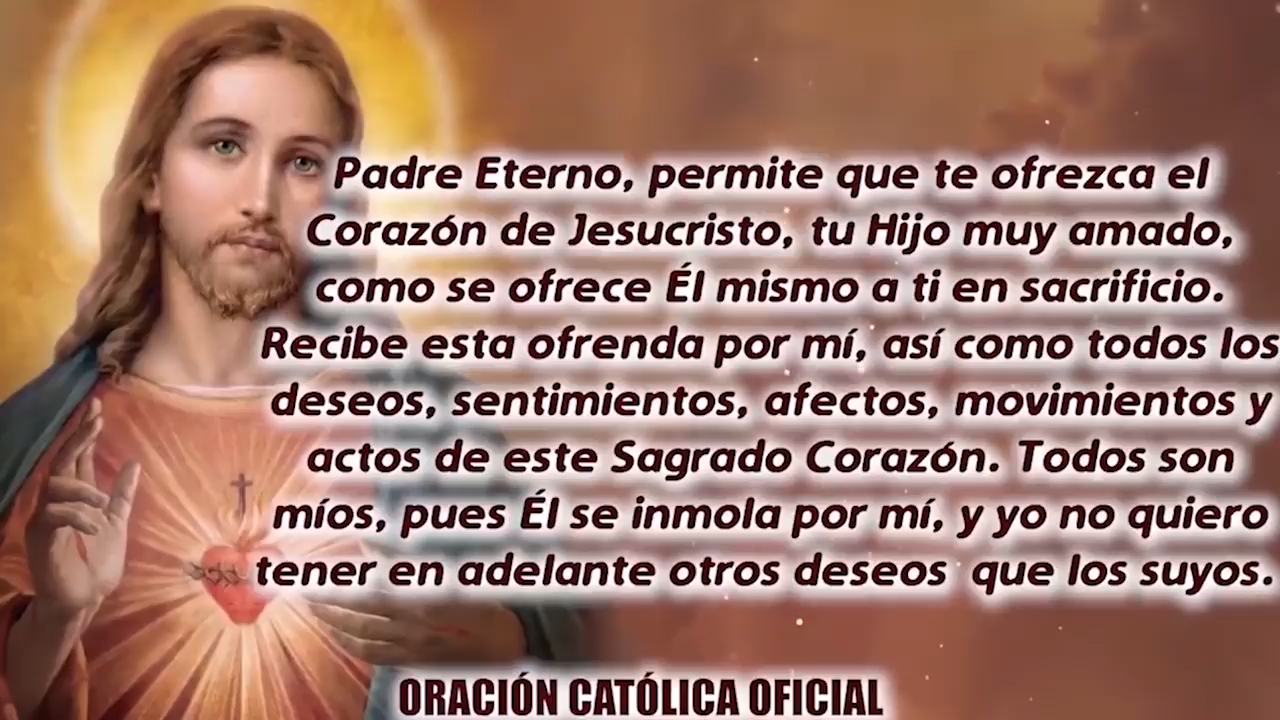 Padre Eterno, permite que te ofrezca el
Corazón de Jesucristo, tu Hijo muy amado,
como se ofrece Él mismo a ti en sacrificio.
Recibe esta ofrenda por mí, así como todos los
deseos, sentimientos, afectos, movimientos y
actos de este Sagrado Corazón. Todos son
míos, pues Él se inmola por mí, y yo no quiero
tener en adelante otros deseos que los suyos.
ORACIÓN CATÓLICA OFICIAL